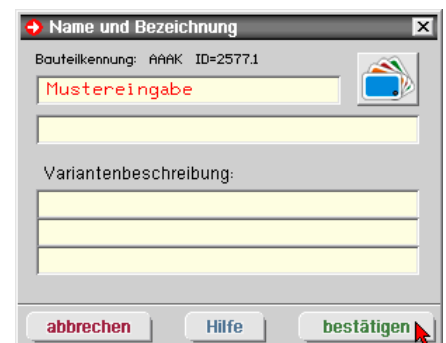 Name und Bezeichnung
Bauteilkennung: AAAK ID=2577.1
Mustereingabe
Variantenbeschreibung:
abbrechen Hilfe bestätigen